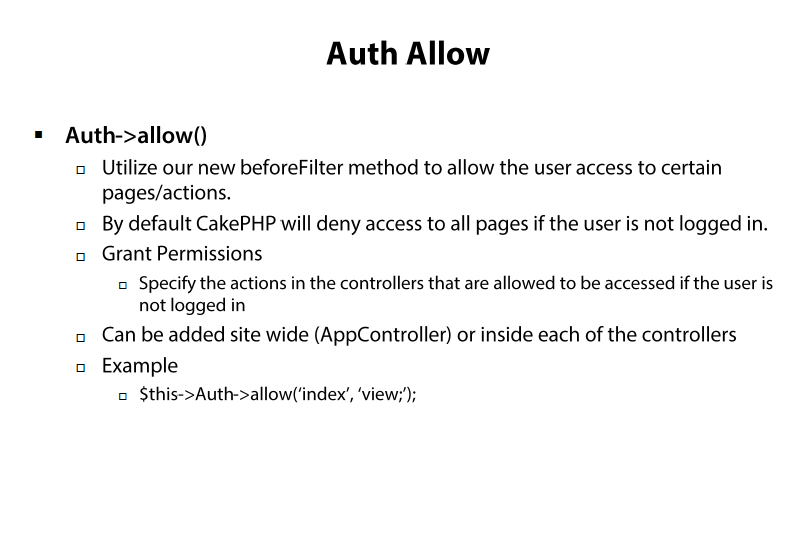 Auth Allow
Auth->allow()
Utilize our new beforeFilter method to allow the user access to certain
pages/actions.
By default CakePHP will deny access to all pages if the user is not logged in.
Grant Permissions
Specify the actions in the controllers that are allowed to be accessed if the user is
not logged in
Can be added site wide (AppController) or inside each of the controllers
Example
$this->Auth->allow(‘index’, ‘view;’);